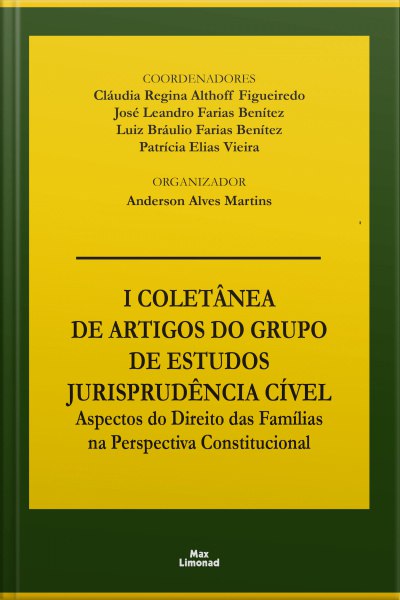 COORDENADORES
Cláudia Regina Althoff Figueiredo
José Leandro Farias Benítez
Luiz Bráulio Farias Benítez
Patrícia Elias Vieira
ORGANIZADOR
Anderson Alves Martins
I COLETÂNEA
DE ARTIGOS DO GRUPO
DE ESTUDOS
JURISPRUDÊNCIA CÍVEL
Aspectos do Direito das Famílias
na Perspectiva Constitucional
Max
Limonad